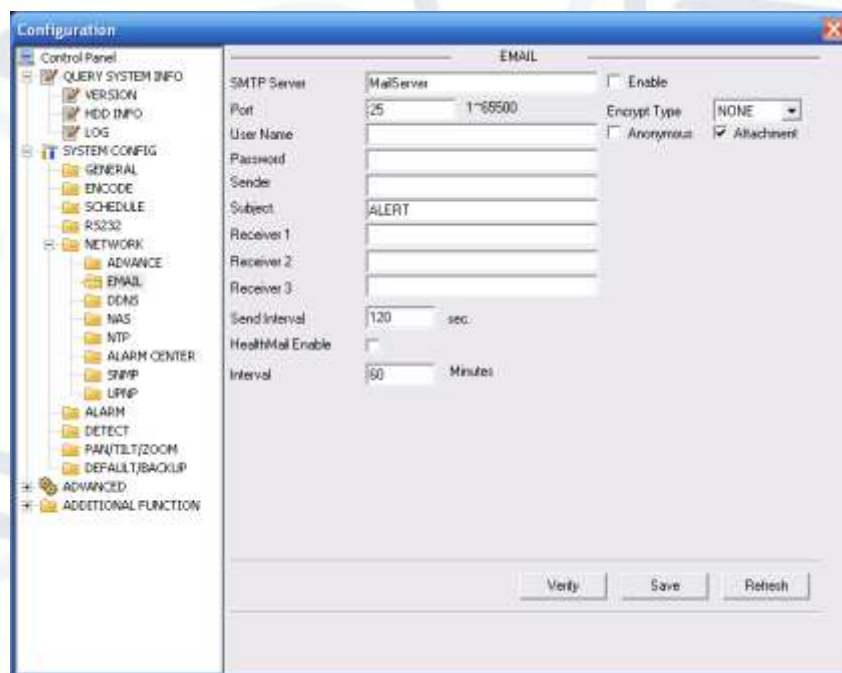 Configuration
Control Panel
QUERY SYSTEM INFO
VERSION
HDD INFO
LOG
SYSTEM CONFIG
GENERAL
ENCODE
SCHEDULE
RS232
NETWORK
ADVANCE
EMAIL
DDNS
NAS
NTP
ALARM CENTER
SNMP
UPNP
ALARM
DETECT
PAN/TILT/ZOOM
DEFAULT/BACKUP
ADVANCED
ADDITIONAL FUNCTION
EMAIL
SMTP Server MailServer Enable
Port 25 1~65500 Encrypt Type NONE
User Name Anonymous Attachment
Password
Sender
Subject ALERT
Receiver 1
Receiver 2
Receiver 3
Send Interval 120 sec.
HealthMail Enable
Interval 60 Minutes
Verify Save Refresh